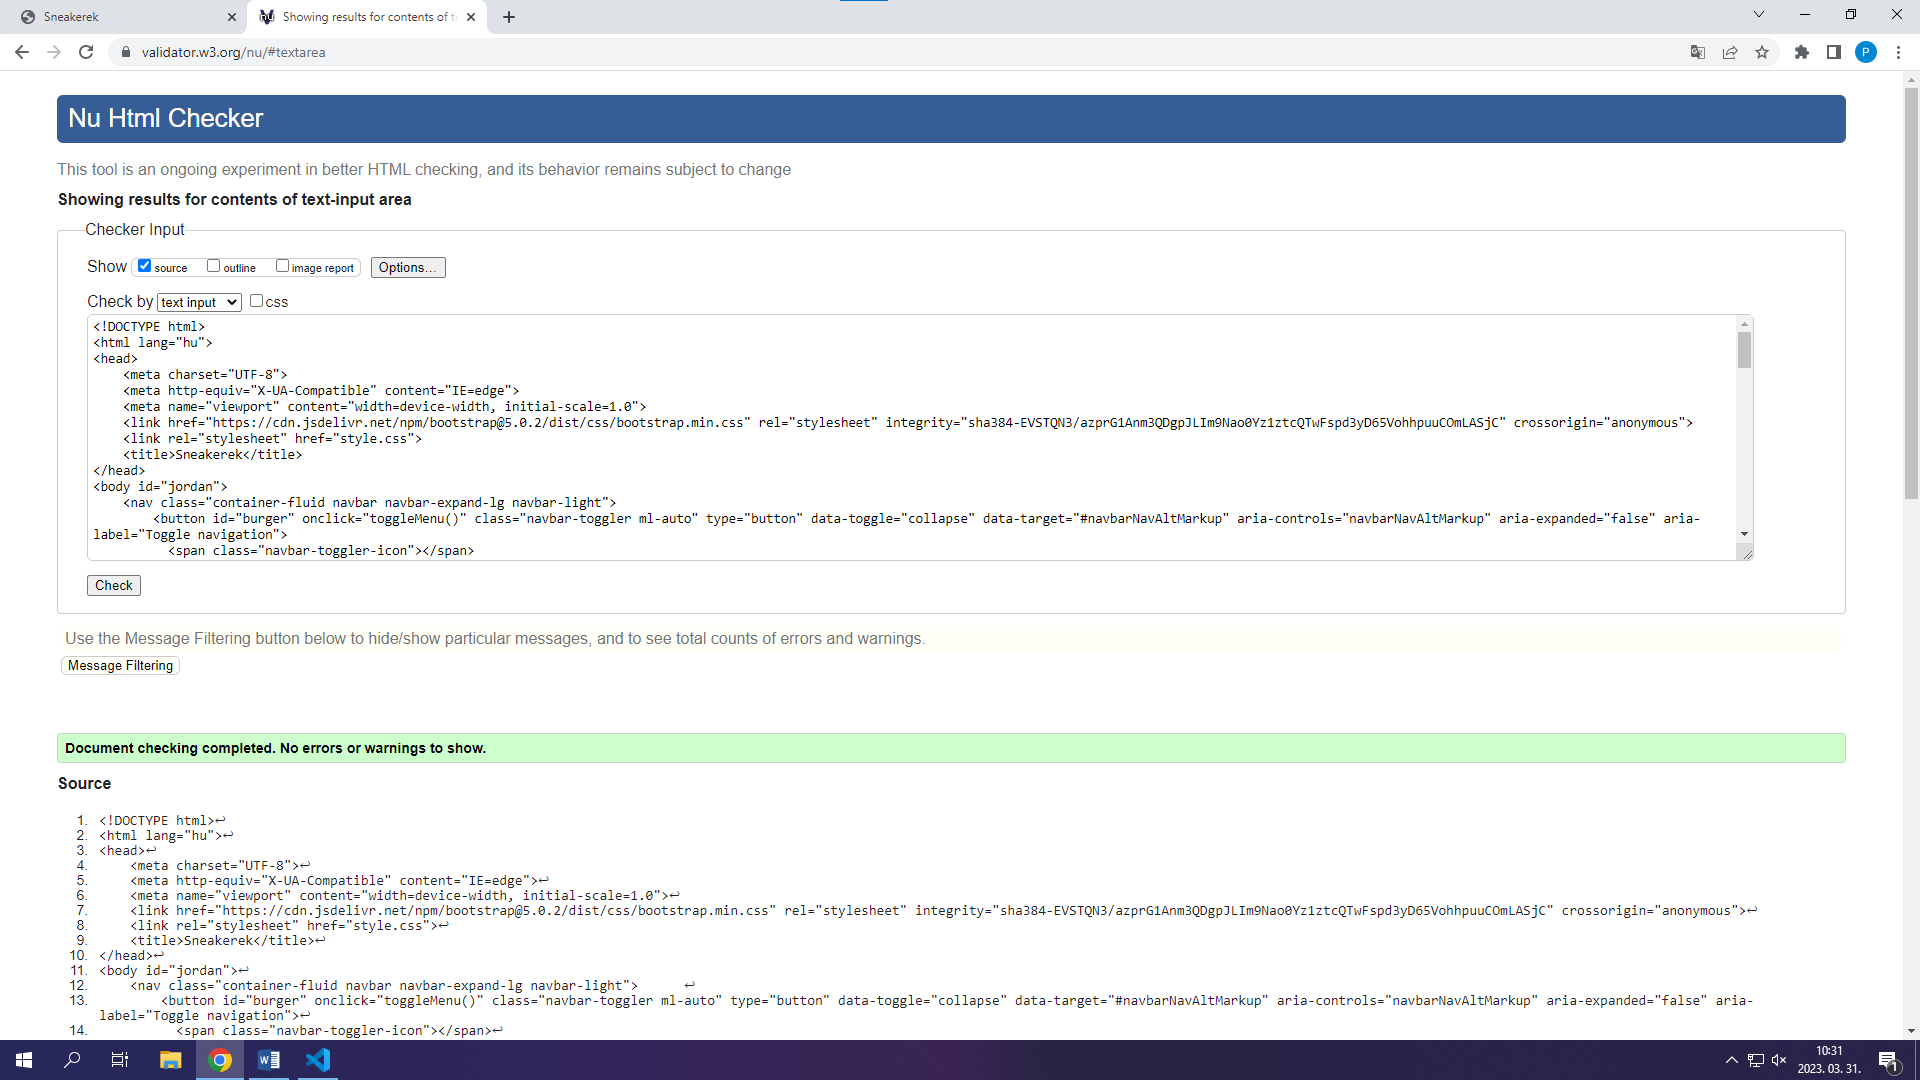 Sneakerek
Showing results for contents of te
validator.w3.org/nu/#textarea
P
Nu Html Checker
This tool is an ongoing experiment in better HTML checking, and its behavior remains subject to change
Showing results for contents of text-input area
Checker Input
Show source outline image report Options...
Check by text input css
<!DOCTYPE html>
<html lang="hu">
<head>
    <meta charset="UTF-8">
    <meta http-equiv="X-UA-Compatible" content="IE=edge">
    <meta name="viewport" content="width=device-width, initial-scale=1.0">
    <link href="https://cdn.jsdelivr.net/npm/bootstrap@5.0.2/dist/css/bootstrap.min.css" rel="stylesheet" integrity="sha384-EVSTQN3/azprG1Anm3QDgpJLIm9Nao0Yz1ztcQTwFspd3yD65VohhpuuCOmLASjC" crossorigin="anonymous">
    <link rel="stylesheet" href="style.css">
    <title>Sneakerek</title>
</head>
<body id="jordan">
    <nav class="container-fluid navbar navbar-expand-lg navbar-light">
        <button id="burger" onclick="toggleMenu()" class="navbar-toggler ml-auto" type="button" data-toggle="collapse" data-target="#navbarNavAltMarkup" aria-controls="navbarNavAltMarkup" aria-expanded="false" aria-
label="Toggle navigation">
          <span class="navbar-toggler-icon"></span>
Check
Use the Message Filtering button below to hide/show particular messages, and to see total counts of errors and warnings.
Message Filtering
Document checking completed. No errors or warnings to show.
Source
1. <!DOCTYPE html>↩
2. <html lang="hu">↩
3. <head>↩
4.     <meta charset="UTF-8">↩
5.     <meta http-equiv="X-UA-Compatible" content="IE=edge">↩
6.     <meta name="viewport" content="width=device-width, initial-scale=1.0">↩
7.     <link href="https://cdn.jsdelivr.net/npm/bootstrap@5.0.2/dist/css/bootstrap.min.css" rel="stylesheet" integrity="sha384-EVSTQN3/azprG1Anm3QDgpJLIm9Nao0Yz1ztcQTwFspd3yD65VohhpuuCOmLASjC" crossorigin="anonymous">↩
8.     <link rel="stylesheet" href="style.css">↩
9.     <title>Sneakerek</title>↩
10. </head>↩
11. <body id="jordan">↩
12.     <nav class="container-fluid navbar navbar-expand-lg navbar-light">      ↩
13.         <button id="burger" onclick="toggleMenu()" class="navbar-toggler ml-auto" type="button" data-toggle="collapse" data-target="#navbarNavAltMarkup" aria-controls="navbarNavAltMarkup" aria-expanded="false" aria-
label="Toggle navigation">↩
14.           <span class="navbar-toggler-icon"></span>↩
10:31
2023. 03. 31.
1